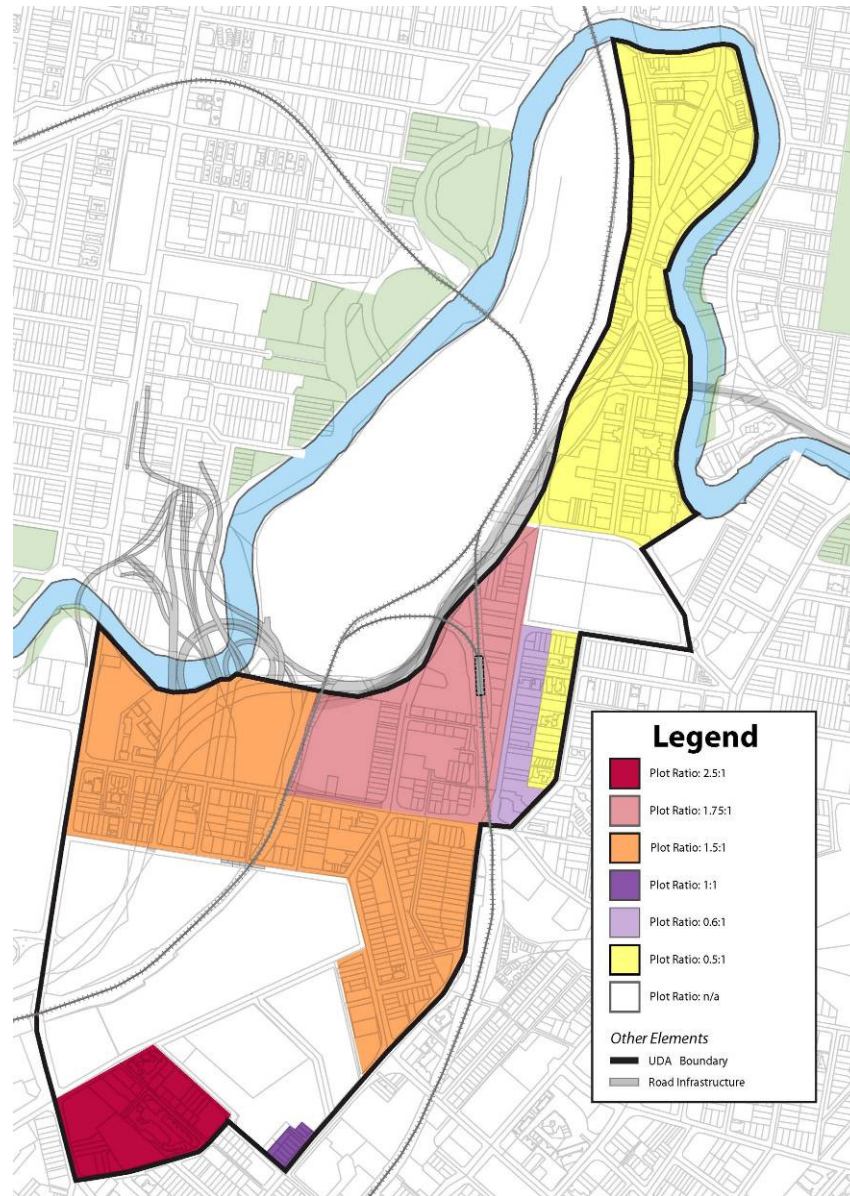 Legend
Plot Ratio: 2.5:1
Plot Ratio: 1.75:1
Plot Ratio: 1.5:1
Plot Ratio: 1:1
Plot Ratio: 0.6:1
Plot Ratio: 0.5:1
Plot Ratio: n/a
Other Elements
UDA Boundary
Road Infrastructure